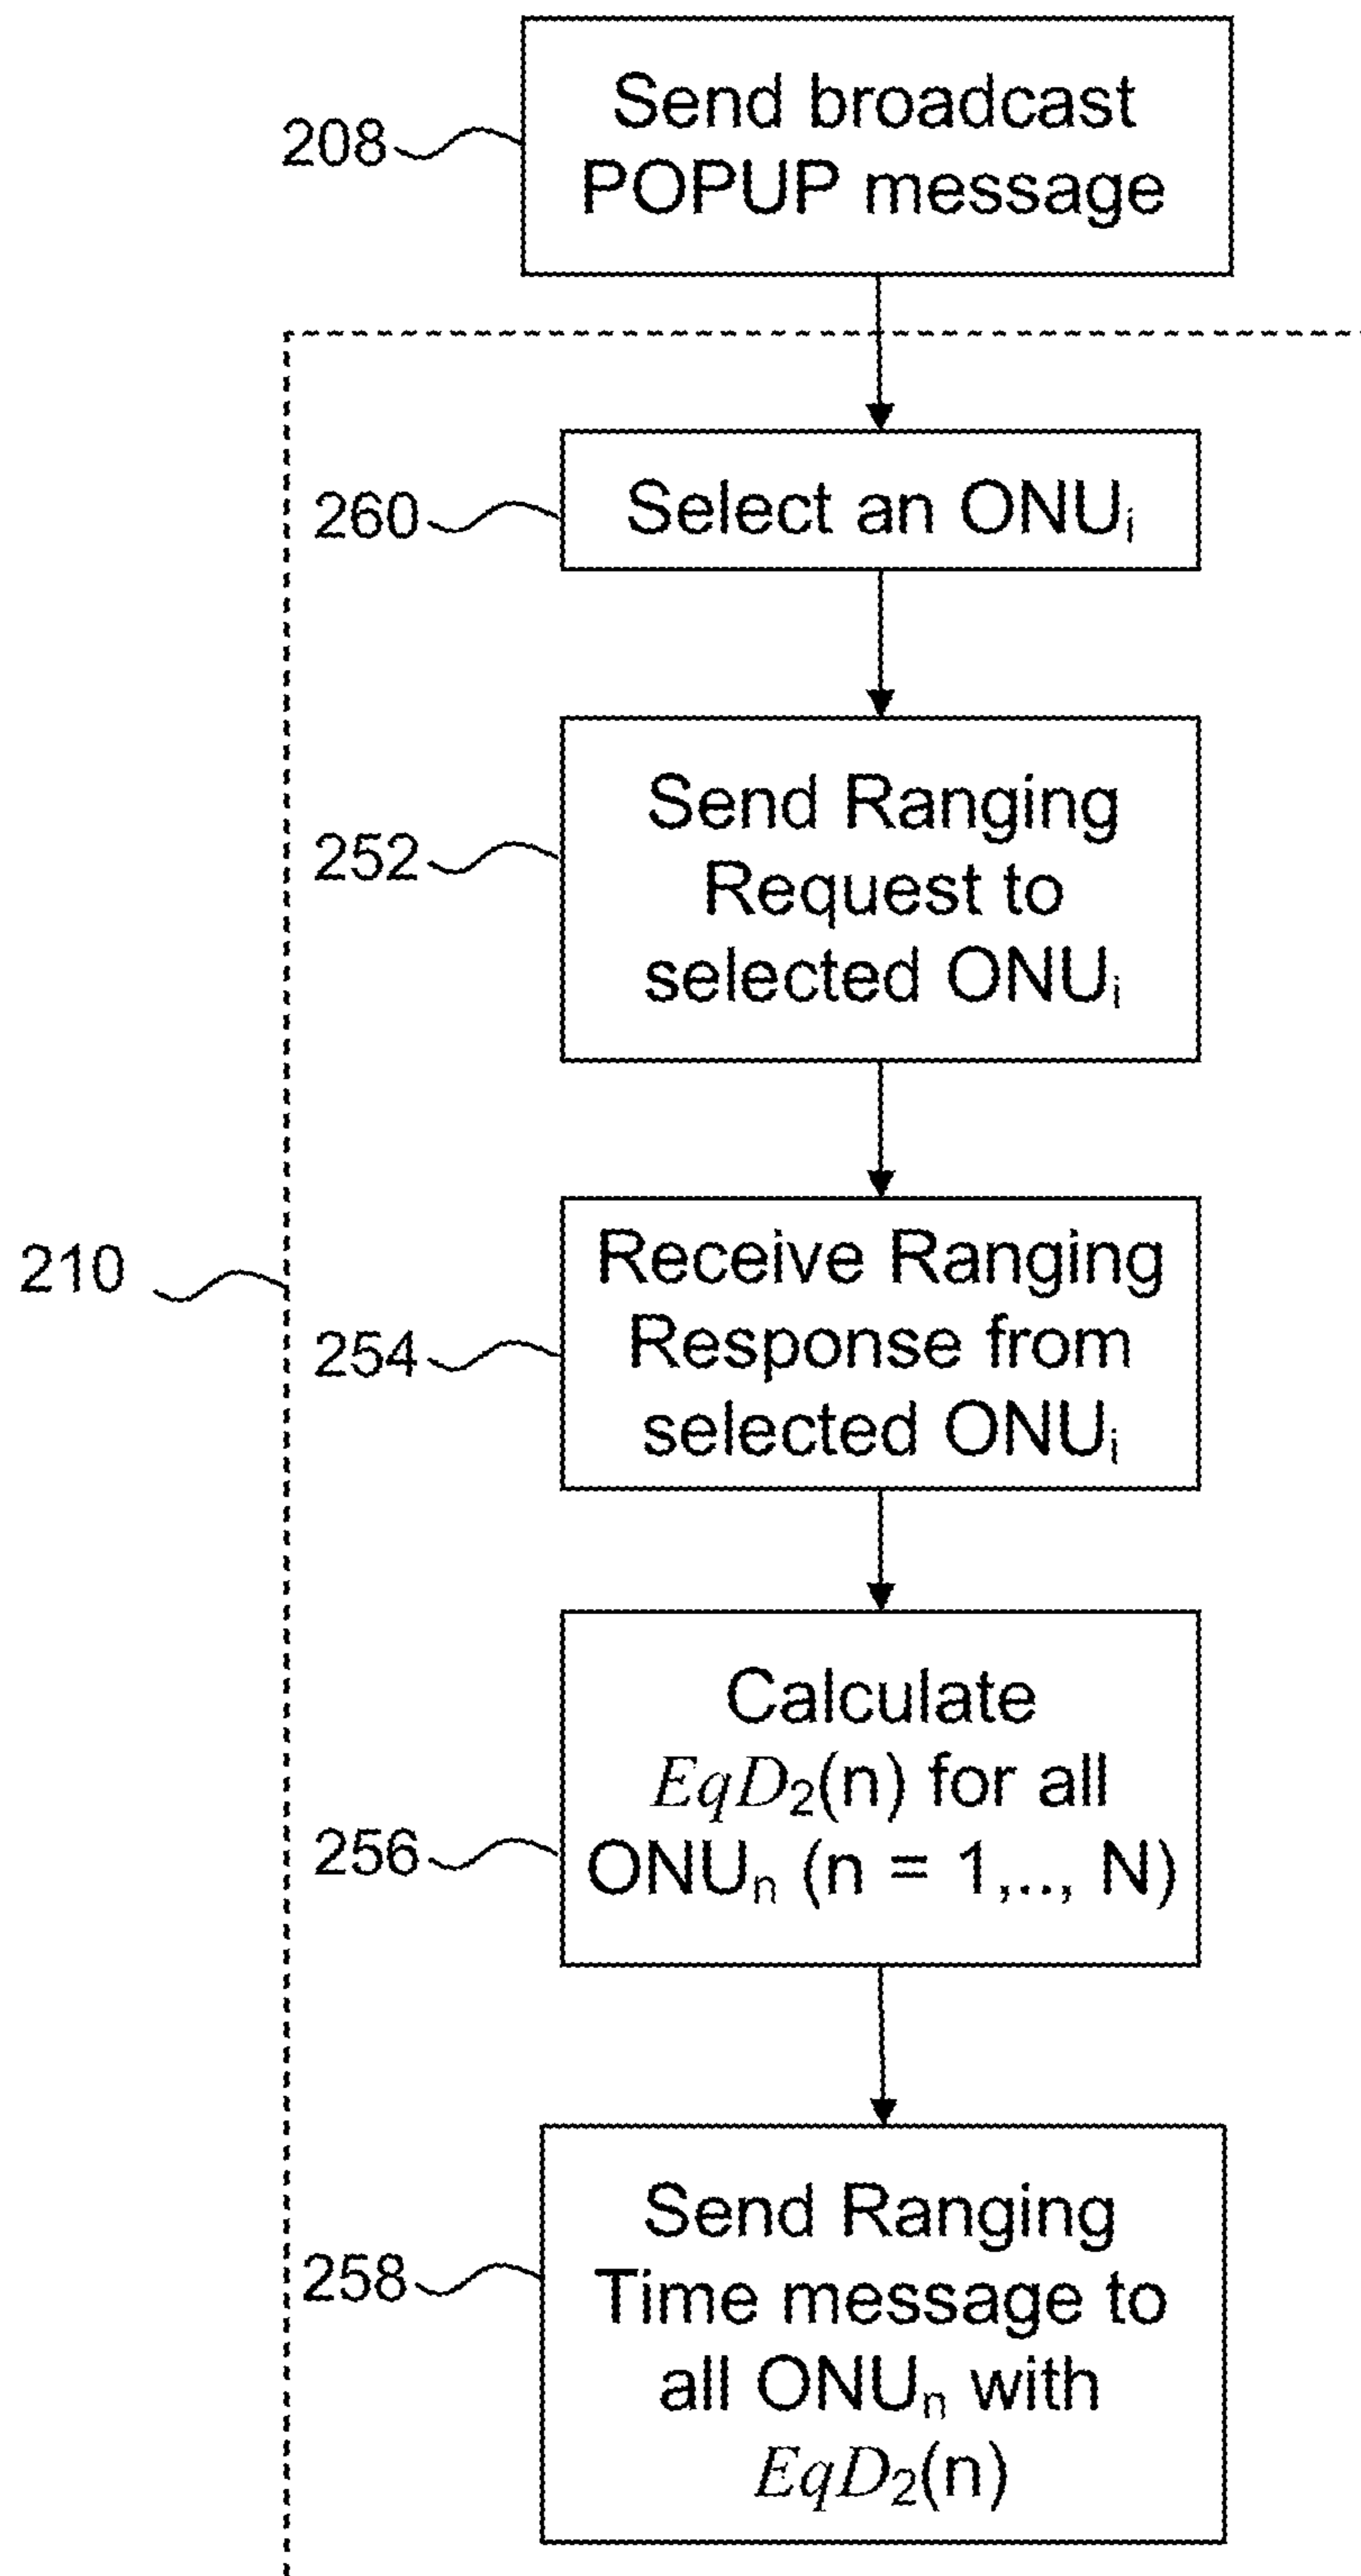 208
Send broadcast
POPUP message
260
Select an ONUᵢ
252
Send Ranging
Request to
selected ONUᵢ
210
254
Receive Ranging
Response from
selected ONUᵢ
256
Calculate
EqD₂(n) for all
ONUₙ (n = 1,.., N)
258
Send Ranging
Time message to
all ONUₙ with
EqD₂(n)